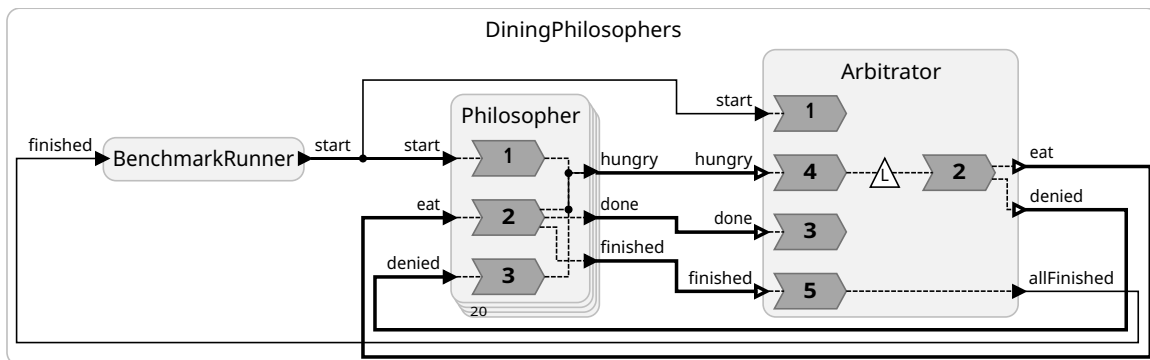 DiningPhilosophers
Arbitrator
start
1
Philosopher
finished
BenchmarkRunner
start
start
1
hungry
hungry
4
L
2
eat
denied
eat
2
done
done
3
finished
denied
3
finished
5
allFinished
20